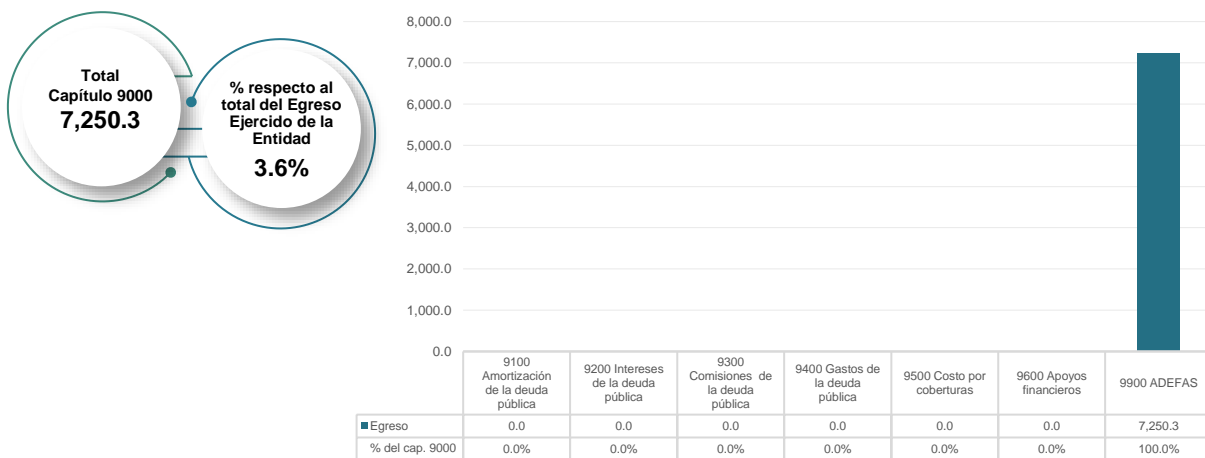 Total
Capítulo 9000
7,250.3
% respecto al
total del Egreso
Ejercido de la
Entidad
3.6%
8,000.0
7,000.0
6,000.0
5,000.0
4,000.0
3,000.0
2,000.0
1,000.0
0.0
9100
Amortización
de la deuda
pública
9200 Intereses
de la deuda
pública
9300
Comisiones de
la deuda
pública
9400 Gastos de
la deuda
pública
9500 Costo por
coberturas
9600 Apoyos
financieros
9900 ADEFAS
Egreso 0.0 0.0 0.0 0.0 0.0 0.0 7,250.3
% del cap. 9000 0.0% 0.0% 0.0% 0.0% 0.0% 0.0% 100.0%